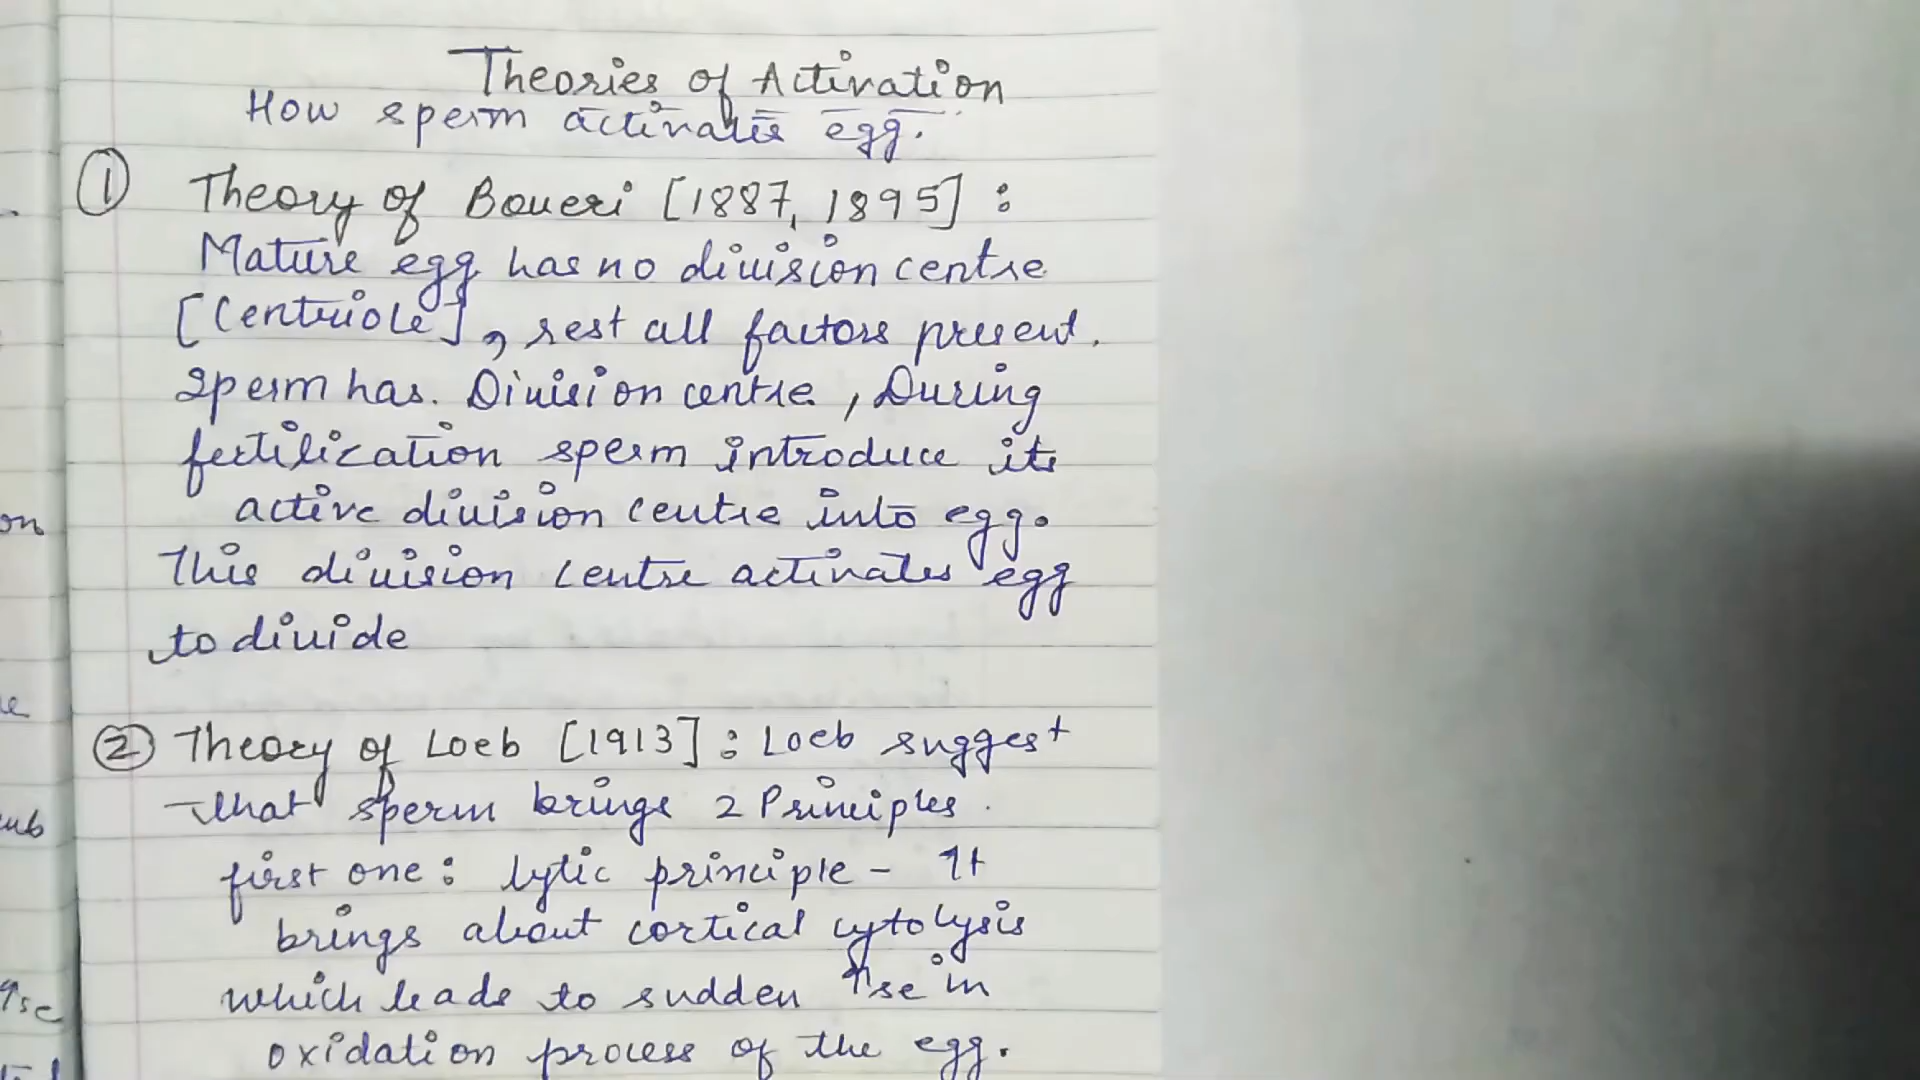 Theories of Activation
How sperm activates egg.
① Theory of Boveri [1887, 1895] :
Mature egg has no division centre
[Centriole], rest all factors present.
Sperm has. Division centre, During
fertilization sperm introduce its
active division centre into egg.
This division centre activates egg
to divide
② Theory of Loeb [1913] : Loeb suggest
that sperm brings 2 Principles.
first one : lytic principle - It
brings about cortical cytolysis
which leads to sudden ↑se in
oxidation process of the egg.